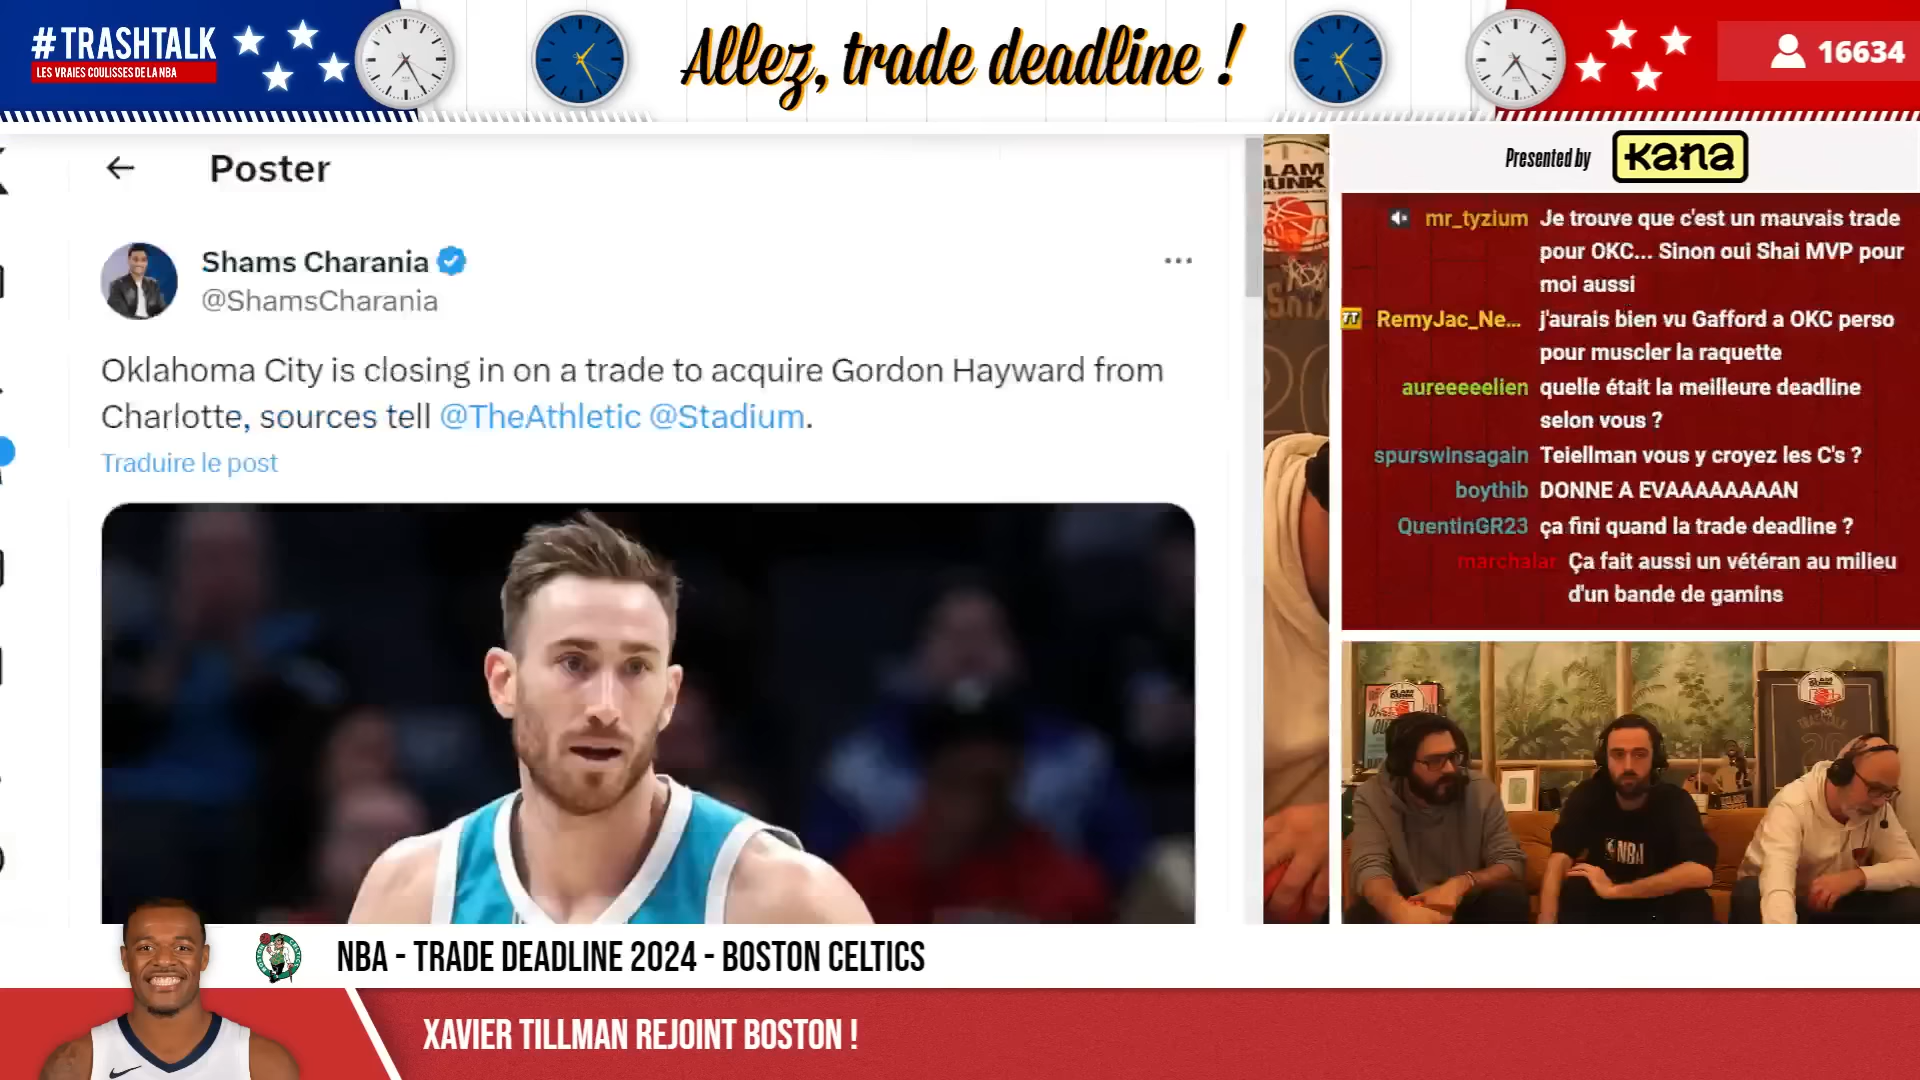 #TRASHTALK
LES VRAIES COULISSES DE LA NBA
Allez, trade deadline !
16634
Poster
Shams Charania
@ShamsCharania
Oklahoma City is closing in on a trade to acquire Gordon Hayward from
Charlotte, sources tell @TheAthletic @Stadium.
Traduire le post
Presented by
kana
mr_tyzium Je trouve que c'est un mauvais trade
pour OKC... Sinon oui Shai MVP pour
moi aussi
TT RemyJac_Ne... j'aurais bien vu Gafford a OKC perso
pour muscler la raquette
aureeeeelien quelle était la meilleure deadline
selon vous ?
spurswinsagain Teiellman vous y croyez les C's ?
boythib DONNE A EVAAAAAAAAN
QuentinGR23 ça fini quand la trade deadline ?
marchalar Ça fait aussi un vétéran au milieu
d'un bande de gamins
SLAM
DUNK
NBA
NBA - TRADE DEADLINE 2024 - BOSTON CELTICS
XAVIER TILLMAN REJOINT BOSTON !